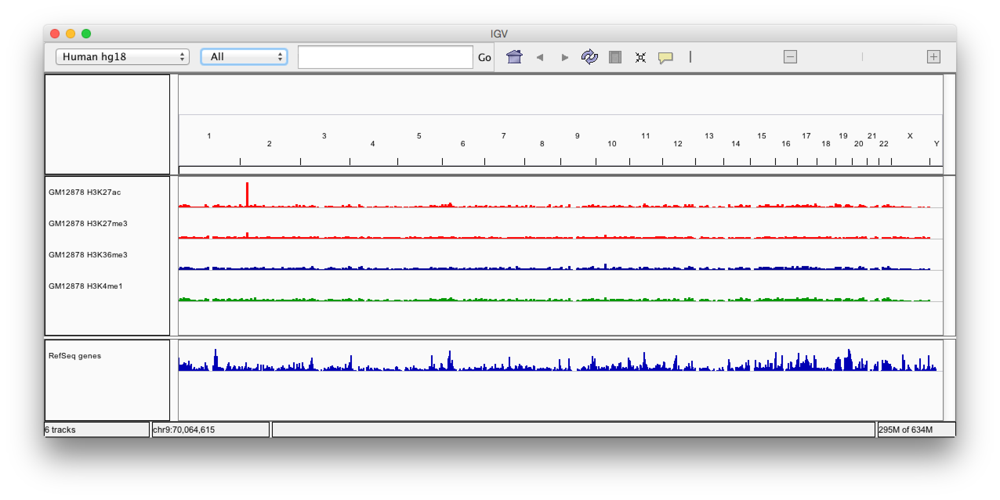 IGV
Human hg18 All Go
1 3 5 7 9 11 13 15 17 19 21 X
2 4 6 8 10 12 14 16 18 20 22 Y
GM12878 H3K27ac
GM12878 H3K27me3
GM12878 H3K36me3
GM12878 H3K4me1
RefSeq genes
6 tracks chr9:70,064,615 295M of 634M